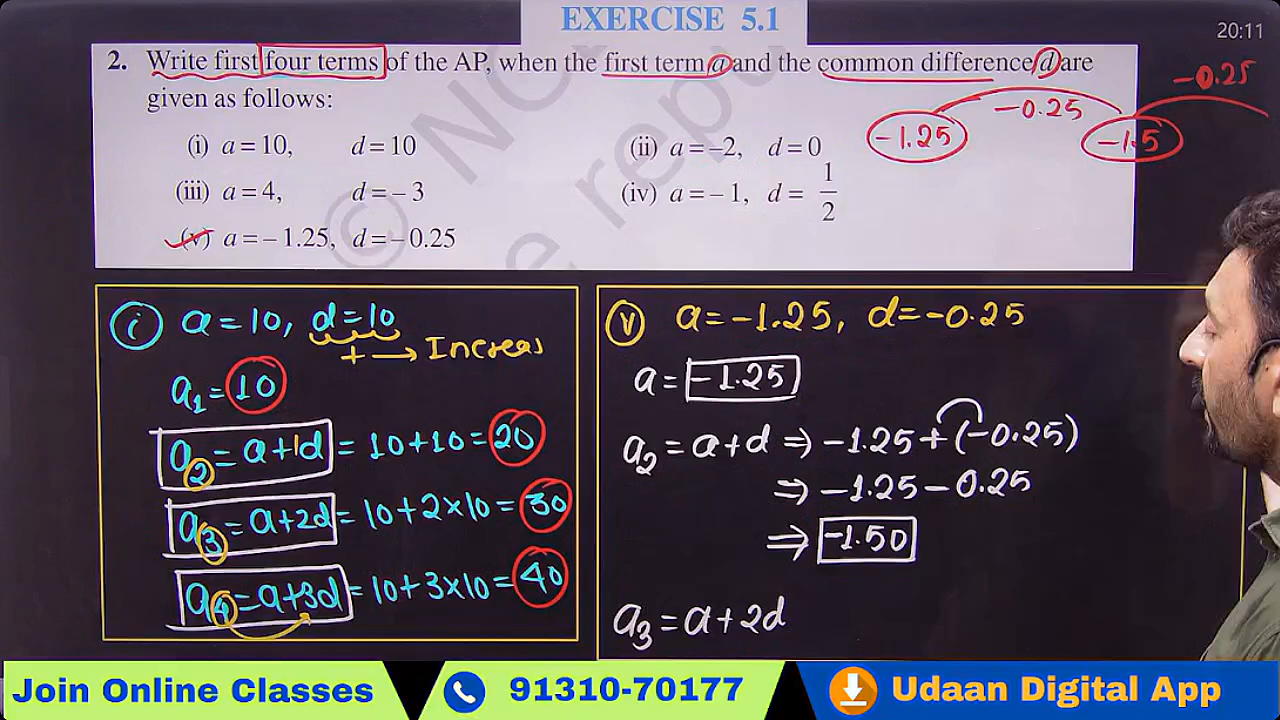 EXERCISE 5.1
20:11
2. Write first four terms of the AP, when the first term a and the common difference d are
given as follows:
-0.25
-0.25
-1.25
-1.5
(i) a = 10, d = 10
(ii) a = –2, d = 0
(iii) a = 4, d = – 3
(iv) a = – 1, d = 1/2
(v) a = – 1.25, d = – 0.25
© NC
e repu
i a = 10, d = 10
+ → Increas
a₁ = 10
a₂ = a+1d = 10+10 = 20
a₃ = a+2d = 10+2×10 = 30
a₄ = a+3d = 10+3×10 = 40
v a = -1.25, d = -0.25
a = -1.25
a₂ = a+d ⇒ -1.25+(-0.25)
⇒ -1.25-0.25
⇒ -1.50
a₃ = a+2d
Join Online Classes
91310-70177
Udaan Digital App